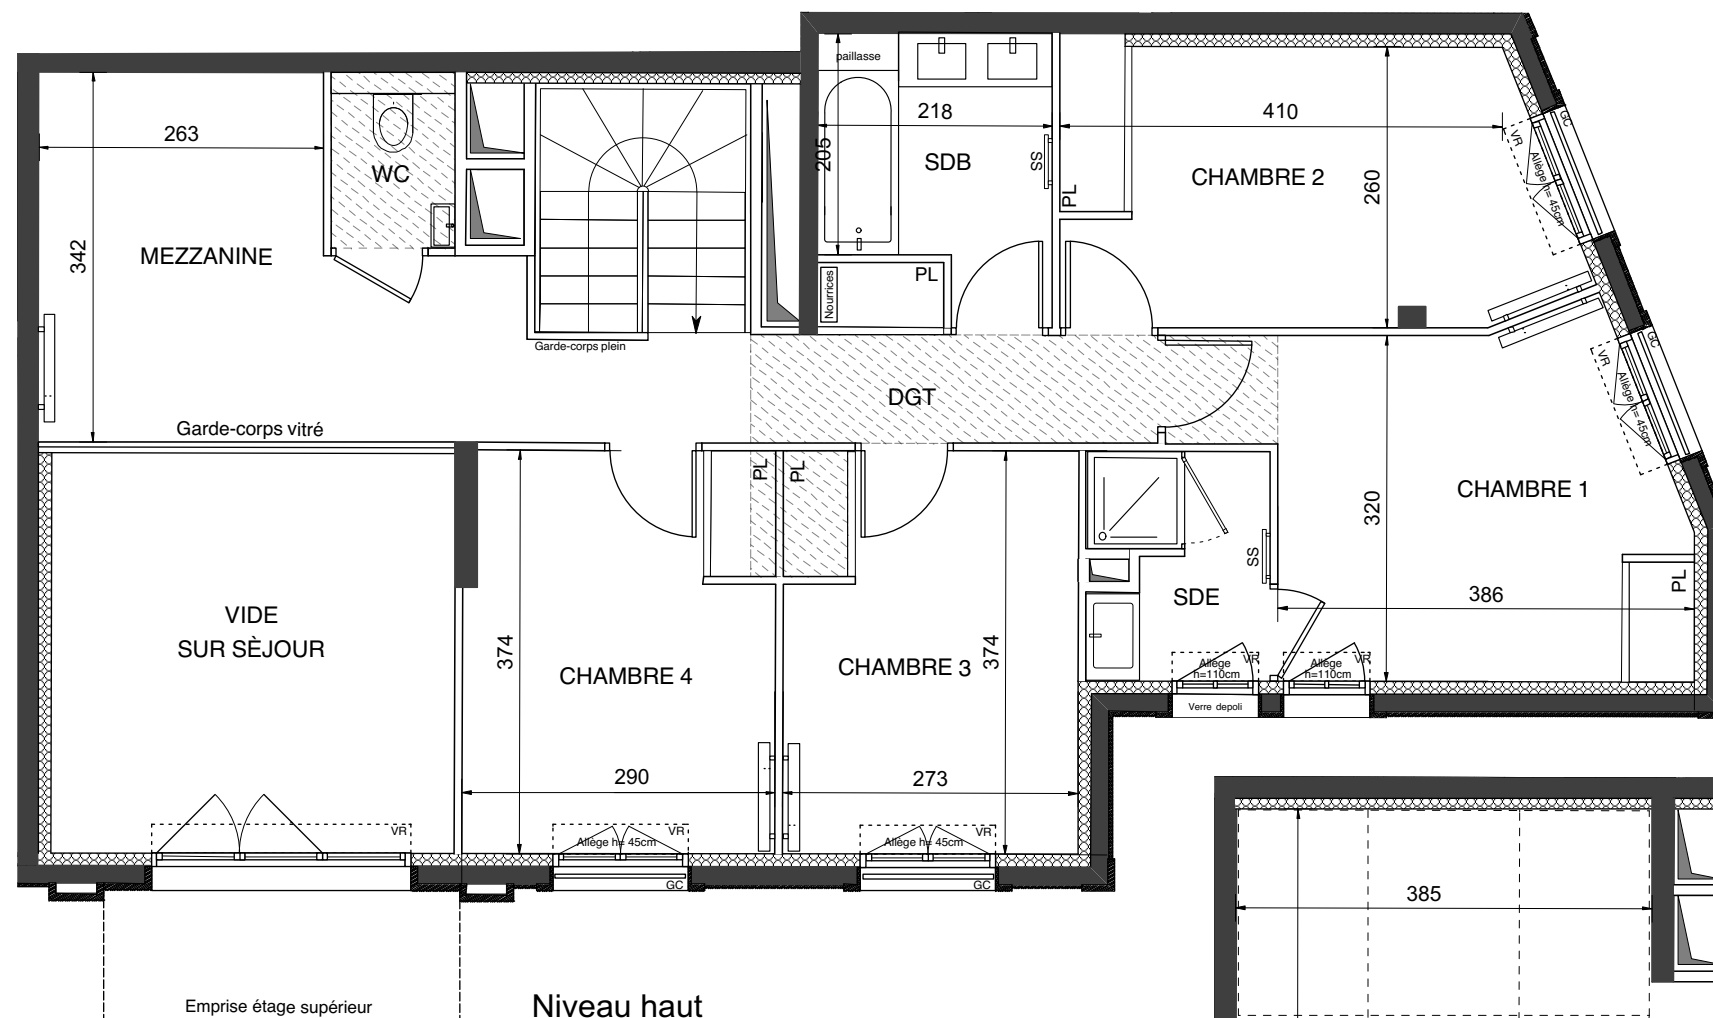 paillasse
263
WC
218
205
SDB
SS
PL
410
CHAMBRE 2
260
GC
VR
Allège h= 45cm
342
MEZZANINE
Nourrices
PL
Garde-corps plein
DGT
GC
VR
Allège h= 45cm
Garde-corps vitré
PL
PL
CHAMBRE 1
320
SS
SDE
386
PL
VIDE
SUR SÈJOUR
374
CHAMBRE 4
CHAMBRE 3
374
Allège
h=110cm
VR
Allège
h=110cm
VR
Verre depoli
290
273
VR
Allège h= 45cm
VR
GC
Allège h= 45cm
VR
GC
385
Emprise étage supérieur
Niveau haut